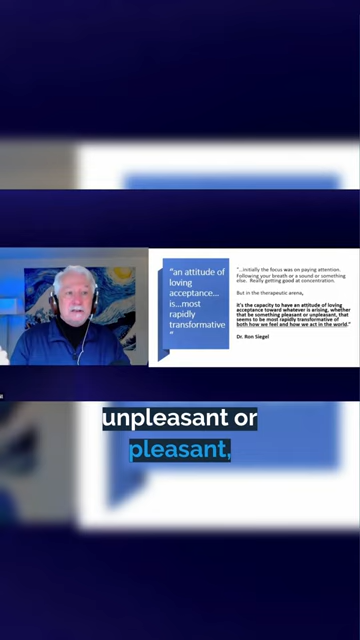 "an attitude of
loving
acceptance...
is...most
rapidly
transformative
"
"...initially the focus was on paying attention.
Following your breath or a sound or something
else. Really getting good at concentration.
But in the therapeutic arena,
it's the capacity to have an attitude of loving
acceptance toward whatever is arising, whether
that be something pleasant or unpleasant, that
seems to be most rapidly transformative of
both how we feel and how we act in the world."
Dr. Ron Siegel
unpleasant or
pleasant,